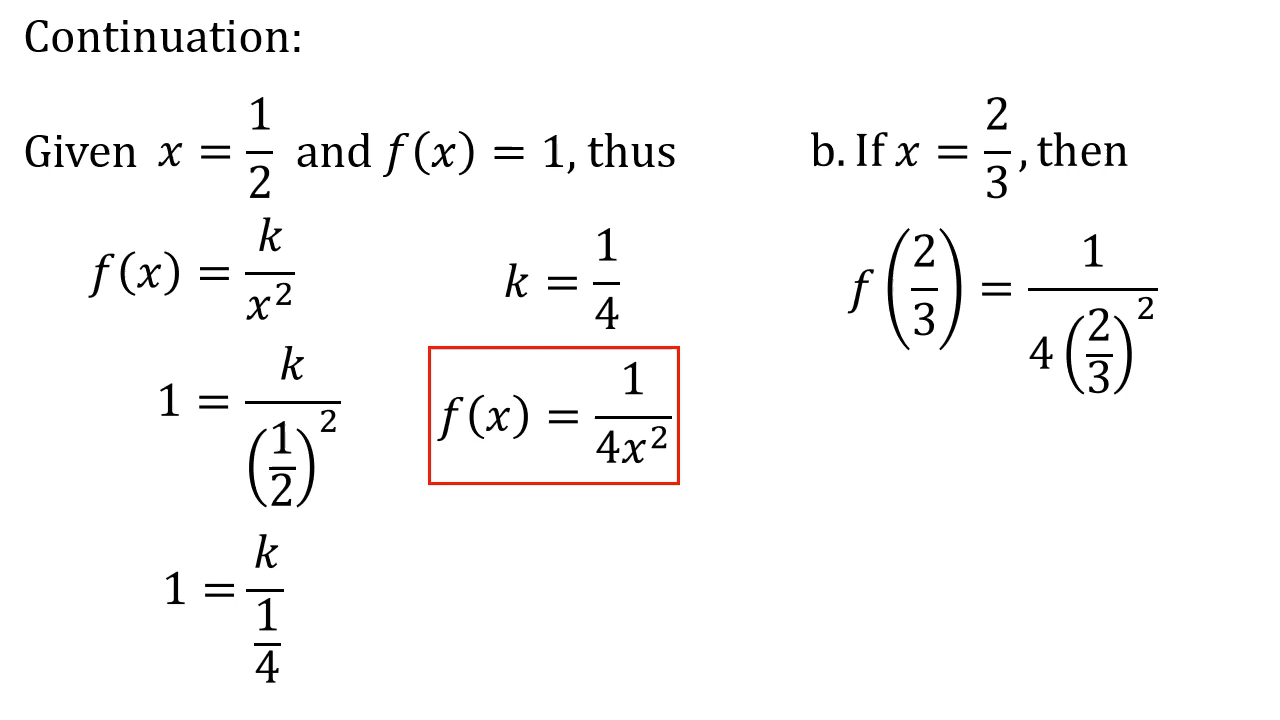 Continuation:
Given x = 1/2 and f(x) = 1, thus
f(x) = k/x²
1 = k/(1/2)²
1 = k/(1/4)
k = 1/4
f(x) = 1/(4x²)
b. If x = 2/3, then
f(2/3) = 1/(4(2/3)²)